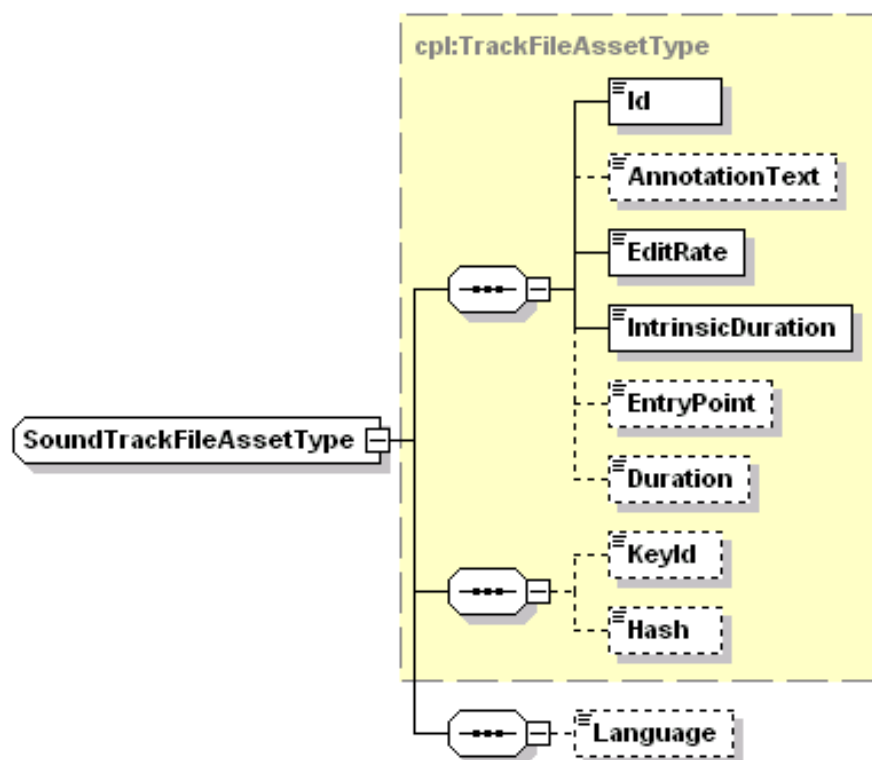 cpl:TrackFileAssetType
Id
AnnotationText
EditRate
IntrinsicDuration
EntryPoint
SoundTrackFileAssetType
Duration
KeyId
Hash
Language